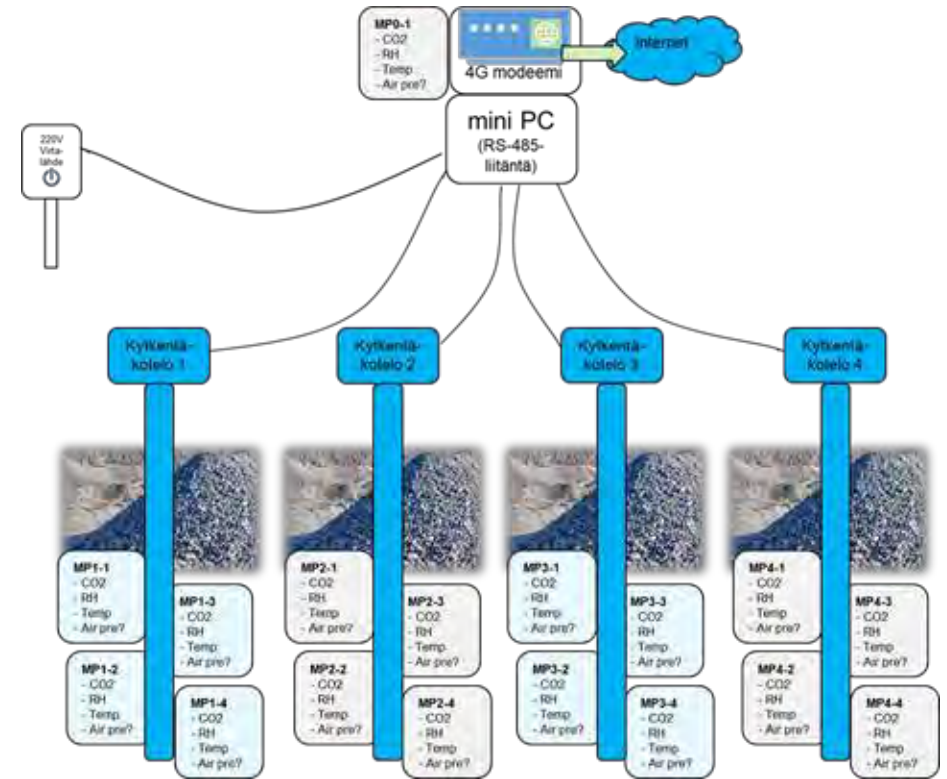 MP0-1
- CO2
- RH
- Temp
- Air pre?
4G modeemi
Internet
mini PC
(RS-485-
liitäntä)
220V
Virta-
lähde
Kytkentä-
kotelo 1
Kytkentä-
kotelo 2
Kytkentä-
kotelo 3
Kytkentä-
kotelo 4
MP1-1
- CO2
- RH
- Temp
- Air pre?
MP1-3
- CO2
- RH
- Temp
- Air pre?
MP1-2
- CO2
- RH
- Temp
- Air pre?
MP1-4
- CO2
- RH
- Temp
- Air pre?
MP2-1
- CO2
- RH
- Temp
- Air pre?
MP2-3
- CO2
- RH
- Temp
- Air pre?
MP2-2
- CO2
- RH
- Temp
- Air pre?
MP2-4
- CO2
- RH
- Temp
- Air pre?
MP3-1
- CO2
- RH
- Temp
- Air pre?
MP3-3
- CO2
- RH
- Temp
- Air pre?
MP3-2
- CO2
- RH
- Temp
- Air pre?
MP3-4
- CO2
- RH
- Temp
- Air pre?
MP4-1
- CO2
- RH
- Temp
- Air pre?
MP4-3
- CO2
- RH
- Temp
- Air pre?
MP4-2
- CO2
- RH
- Temp
- Air pre?
MP4-4
- CO2
- RH
- Temp
- Air pre?